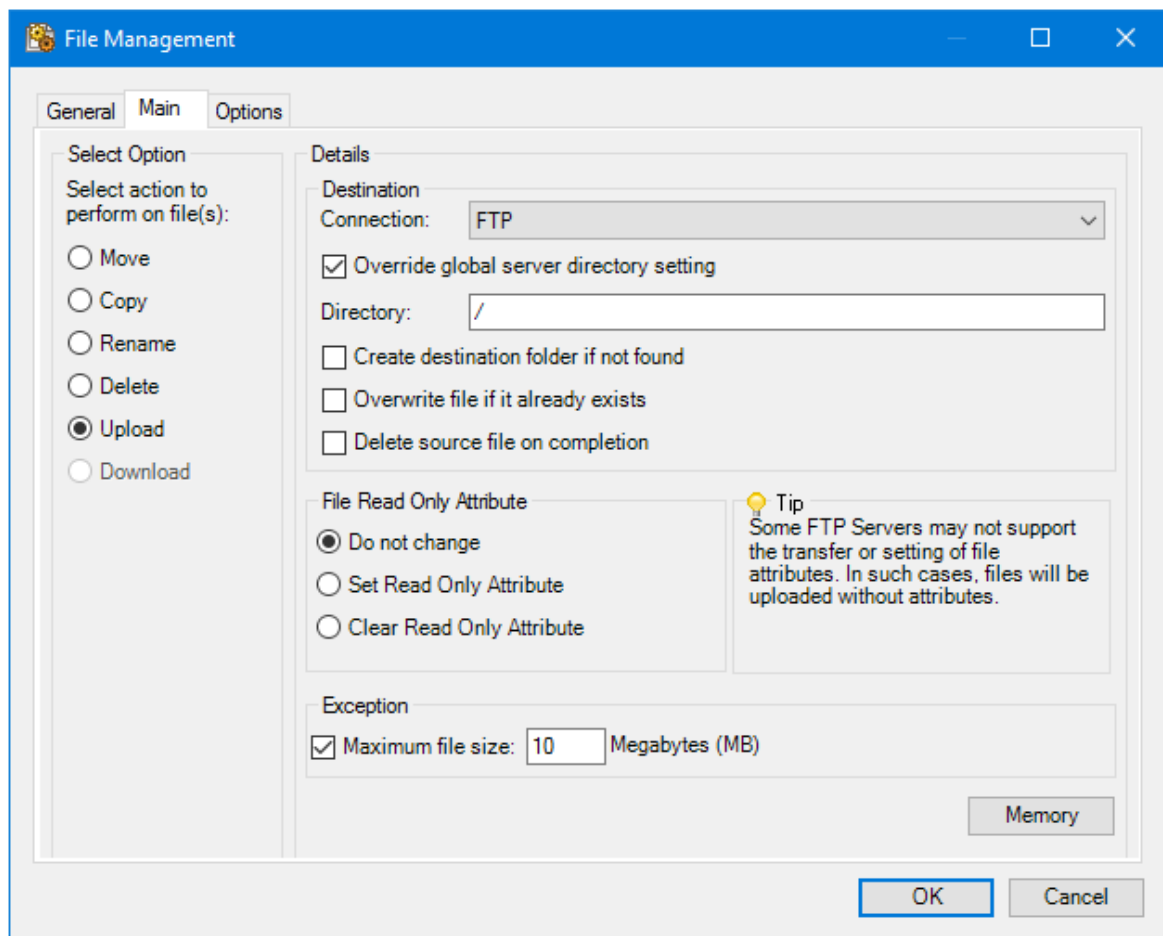 File Management
General
Main
Options
Select Option
Select action to
perform on file(s):
Move
Copy
Rename
Delete
Upload
Download
Details
Destination
Connection:
FTP
Override global server directory setting
Directory:
/
Create destination folder if not found
Overwrite file if it already exists
Delete source file on completion
File Read Only Attribute
Do not change
Set Read Only Attribute
Clear Read Only Attribute
Tip
Some FTP Servers may not support
the transfer or setting of file
attributes. In such cases, files will be
uploaded without attributes.
Exception
Maximum file size: 10 Megabytes (MB)
Memory
OK
Cancel